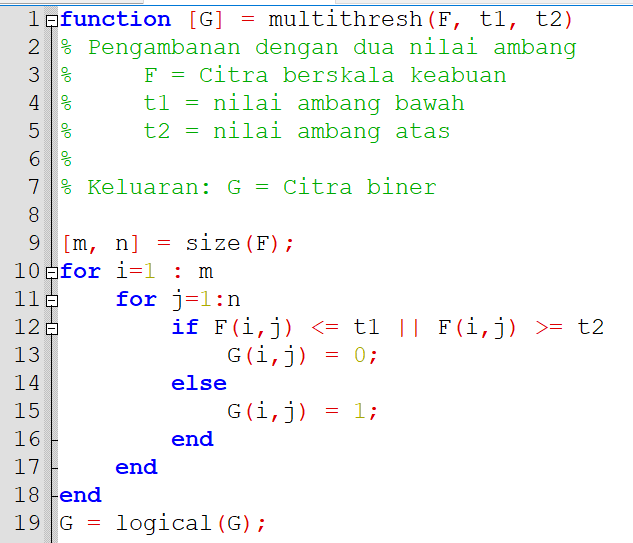 1 function [G] = multithresh(F, t1, t2)
2 % Pengambanan dengan dua nilai ambang
3 %     F = Citra berskala keabuan
4 %     t1 = nilai ambang bawah
5 %     t2 = nilai ambang atas
6 %
7 % Keluaran: G = Citra biner
8
9 [m, n] = size(F);
10 for i=1 : m
11     for j=1:n
12         if F(i,j) <= t1 || F(i,j) >= t2
13             G(i,j) = 0;
14         else
15             G(i,j) = 1;
16         end
17     end
18 end
19 G = logical(G);